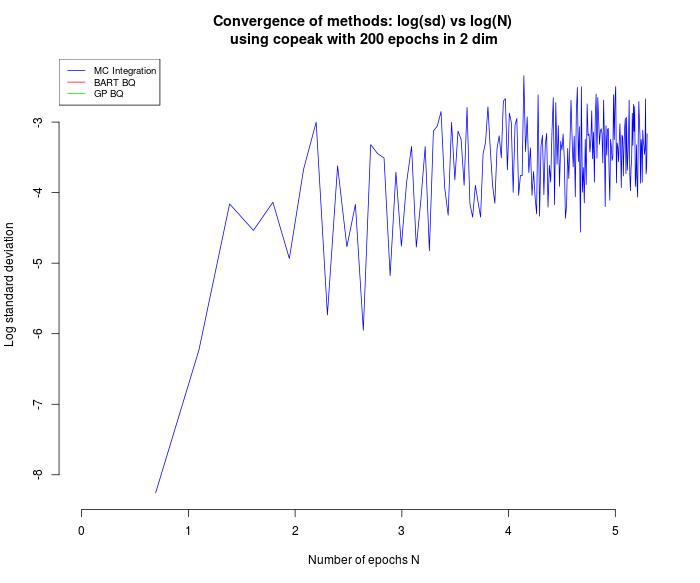 Convergence of methods: log(sd) vs log(N)
using copeak with 200 epochs in 2 dim
MC Integration
BART BQ
GP BQ
-3
-4
-5
-6
-7
-8
Log standard deviation
0 1 2 3 4 5
Number of epochs N